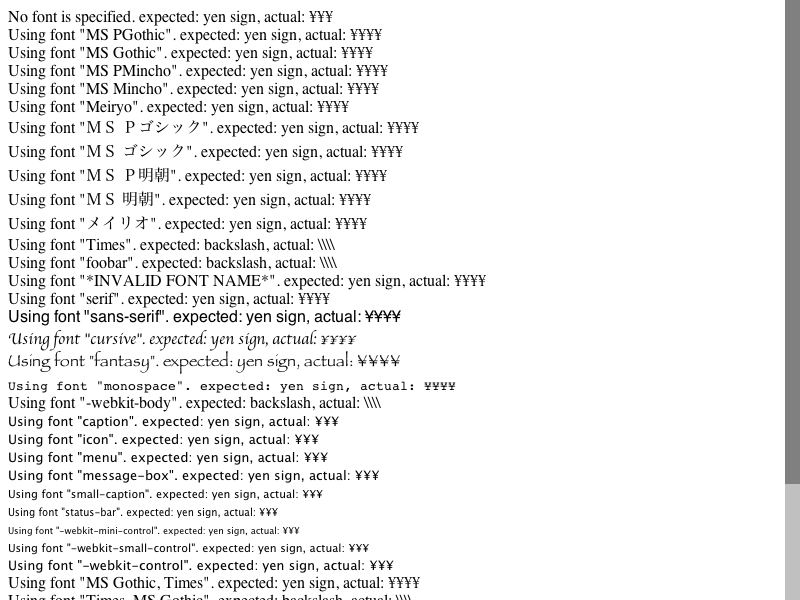 No font is specified. expected: yen sign, actual: ¥¥¥
Using font "MS PGothic". expected: yen sign, actual: ¥¥¥¥
Using font "MS Gothic". expected: yen sign, actual: ¥¥¥¥
Using font "MS PMincho". expected: yen sign, actual: ¥¥¥¥
Using font "MS Mincho". expected: yen sign, actual: ¥¥¥¥
Using font "Meiryo". expected: yen sign, actual: ¥¥¥¥
Using font "ＭＳ Ｐゴシック". expected: yen sign, actual: ¥¥¥¥
Using font "ＭＳ ゴシック". expected: yen sign, actual: ¥¥¥¥
Using font "ＭＳ Ｐ明朝". expected: yen sign, actual: ¥¥¥¥
Using font "ＭＳ 明朝". expected: yen sign, actual: ¥¥¥¥
Using font "メイリオ". expected: yen sign, actual: ¥¥¥¥
Using font "Times". expected: backslash, actual: \\\\
Using font "foobar". expected: backslash, actual: \\\\
Using font "*INVALID FONT NAME*". expected: yen sign, actual: ¥¥¥¥
Using font "serif". expected: yen sign, actual: ¥¥¥¥
Using font "sans-serif". expected: yen sign, actual: ¥¥¥¥
Using font "cursive". expected: yen sign, actual: ¥¥¥¥
Using font "fantasy". expected: yen sign, actual: ¥¥¥¥
Using font "monospace". expected: yen sign, actual: ¥¥¥¥
Using font "-webkit-body". expected: backslash, actual: \\\\
Using font "caption". expected: yen sign, actual: ¥¥¥
Using font "icon". expected: yen sign, actual: ¥¥¥
Using font "menu". expected: yen sign, actual: ¥¥¥
Using font "message-box". expected: yen sign, actual: ¥¥¥
Using font "small-caption". expected: yen sign, actual: ¥¥¥
Using font "status-bar". expected: yen sign, actual: ¥¥¥
Using font "-webkit-mini-control". expected: yen sign, actual: ¥¥¥
Using font "-webkit-small-control". expected: yen sign, actual: ¥¥¥
Using font "-webkit-control". expected: yen sign, actual: ¥¥¥
Using font "MS Gothic, Times". expected: yen sign, actual: ¥¥¥¥
Using font "Times, MS Gothic". expected: backslash, actual: \\\\